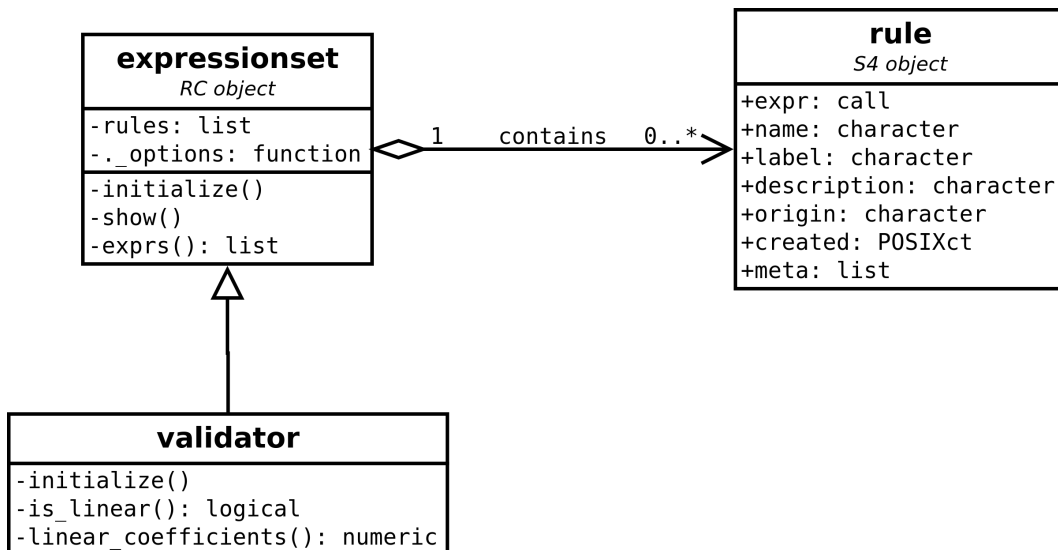 expressionset
RC object
-rules: list
-._options: function
-initialize()
-show()
-exprs(): list
1 contains 0..*
rule
S4 object
+expr: call
+name: character
+label: character
+description: character
+origin: character
+created: POSIXct
+meta: list
validator
-initialize()
-is_linear(): logical
-linear_coefficients(): numeric